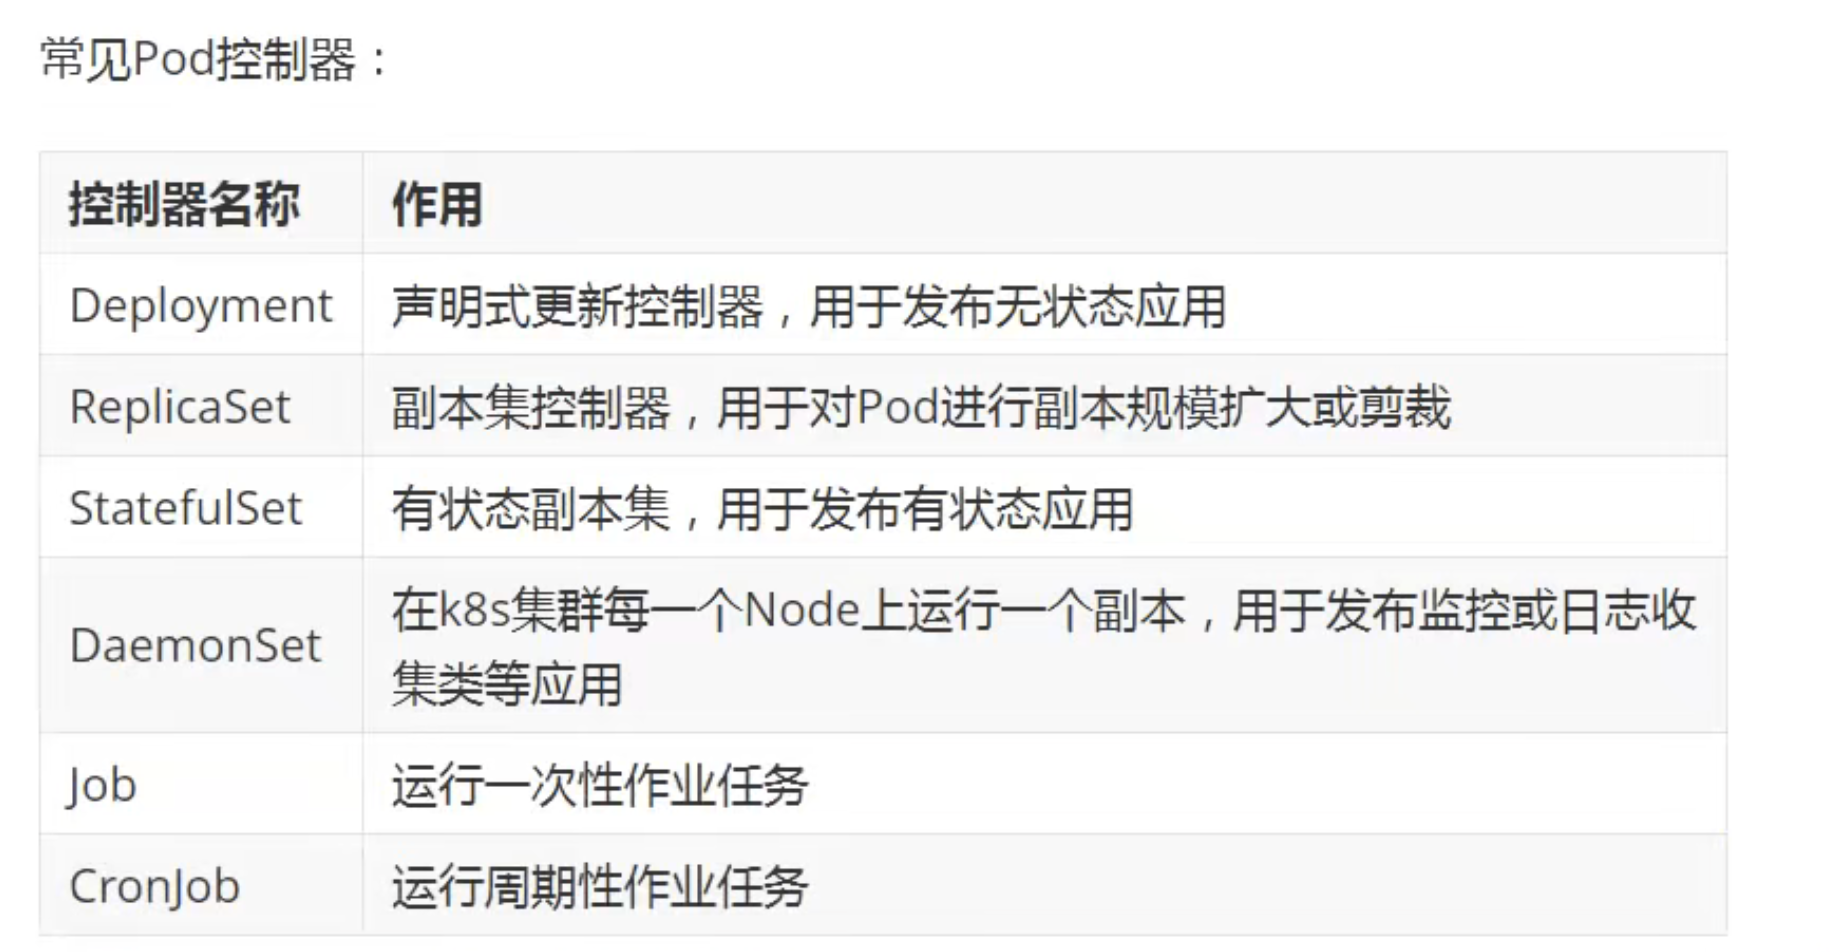 常见Pod控制器：
控制器名称 作用
Deployment 声明式更新控制器，用于发布无状态应用
ReplicaSet 副本集控制器，用于对Pod进行副本规模扩大或剪裁
StatefulSet 有状态副本集，用于发布有状态应用
DaemonSet 在k8s集群每一个Node上运行一个副本，用于发布监控或日志收
集类等应用
Job 运行一次性作业任务
CronJob 运行周期性作业任务